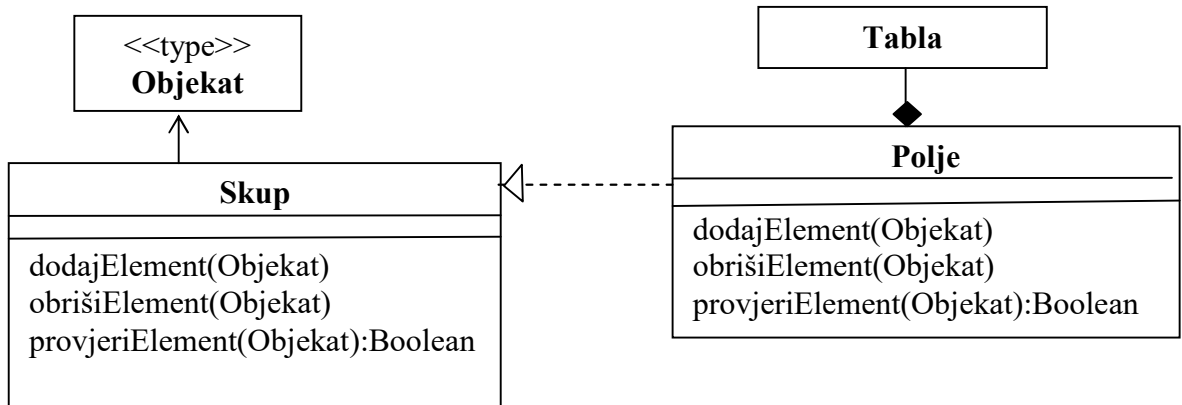 <<type>>
Objekat
Tabla
Skup
dodajElement(Objekat)
obrišiElement(Objekat)
provjeriElement(Objekat):Boolean
Polje
dodajElement(Objekat)
obrišiElement(Objekat)
provjeriElement(Objekat):Boolean